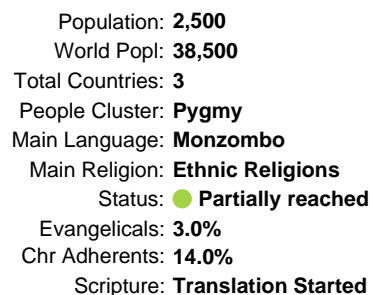 Population: 2,500
World Popl: 38,500
Total Countries: 3
People Cluster: Pygmy
Main Language: Monzombo
Main Religion: Ethnic Religions
Status: Partially reached
Evangelicals: 3.0%
Chr Adherents: 14.0%
Scripture: Translation Started